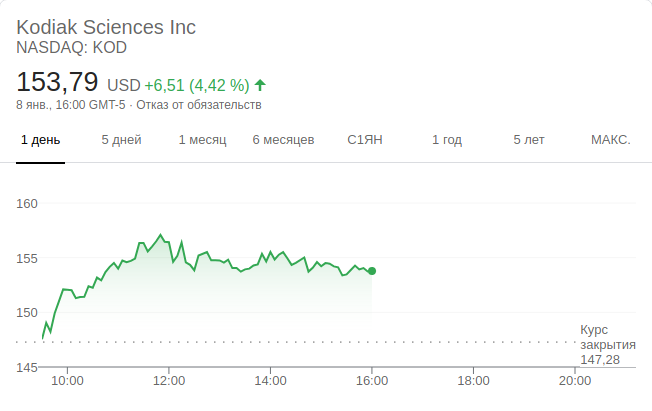 Kodiak Sciences Inc
NASDAQ: KOD
153,79 USD +6,51 (4,42 %)
8 янв., 16:00 GMT-5 · Отказ от обязательств
1 день 5 дней 1 месяц 6 месяцев С1ЯН 1 год 5 лет МАКС.
160
155
150
Курс
закрытия
147,28
145
10:00 12:00 14:00 16:00 18:00 20:00